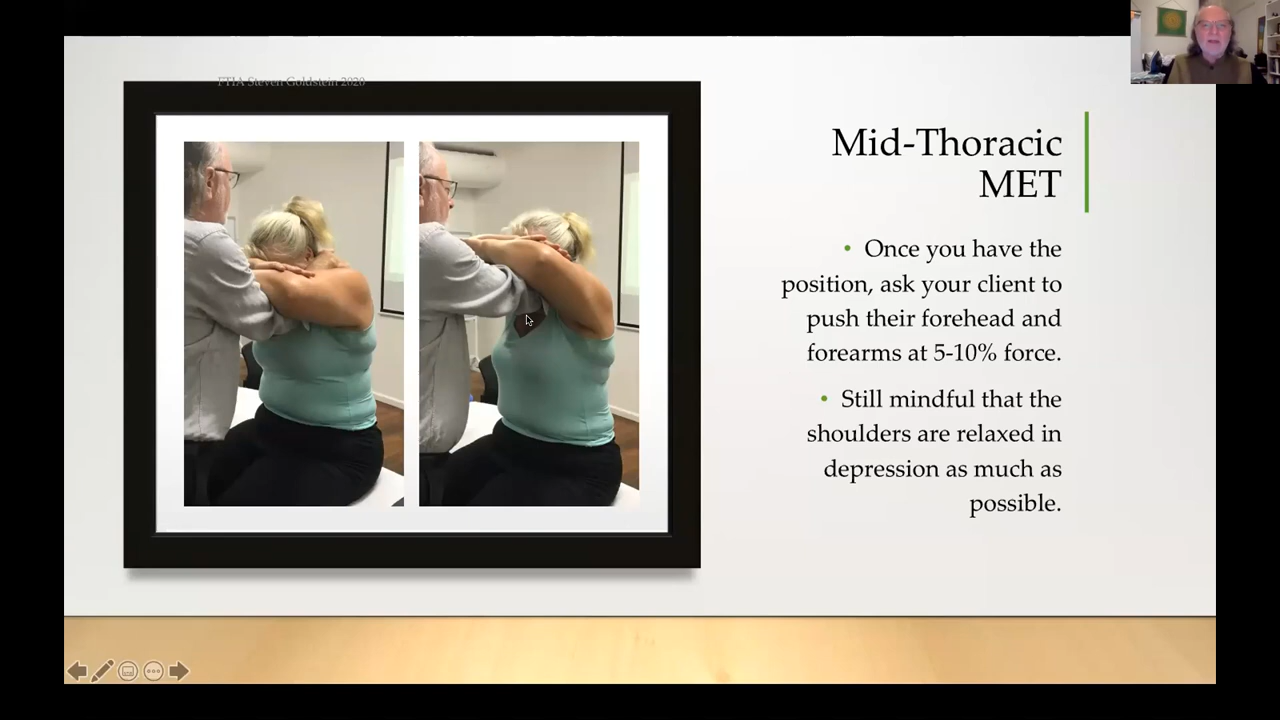 FTIA Steven Goldstein 2020
Mid-Thoracic
MET
• Once you have the
position, ask your client to
push their forehead and
forearms at 5-10% force.
• Still mindful that the
shoulders are relaxed in
depression as much as
possible.